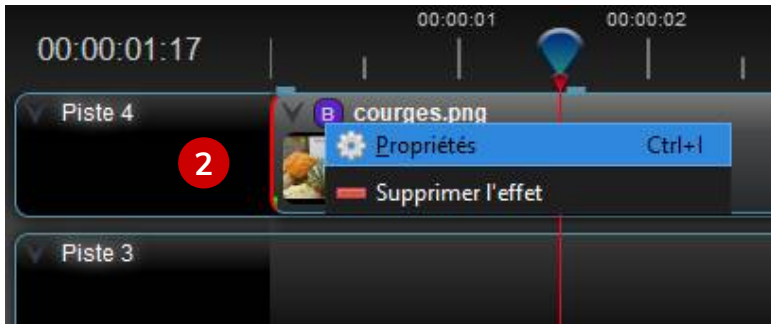 00:00:01
00:00:02
00:00:01:17
Piste 4
B
courges.png
2
Propriétés
Ctrl+I
Supprimer l'effet
Piste 3